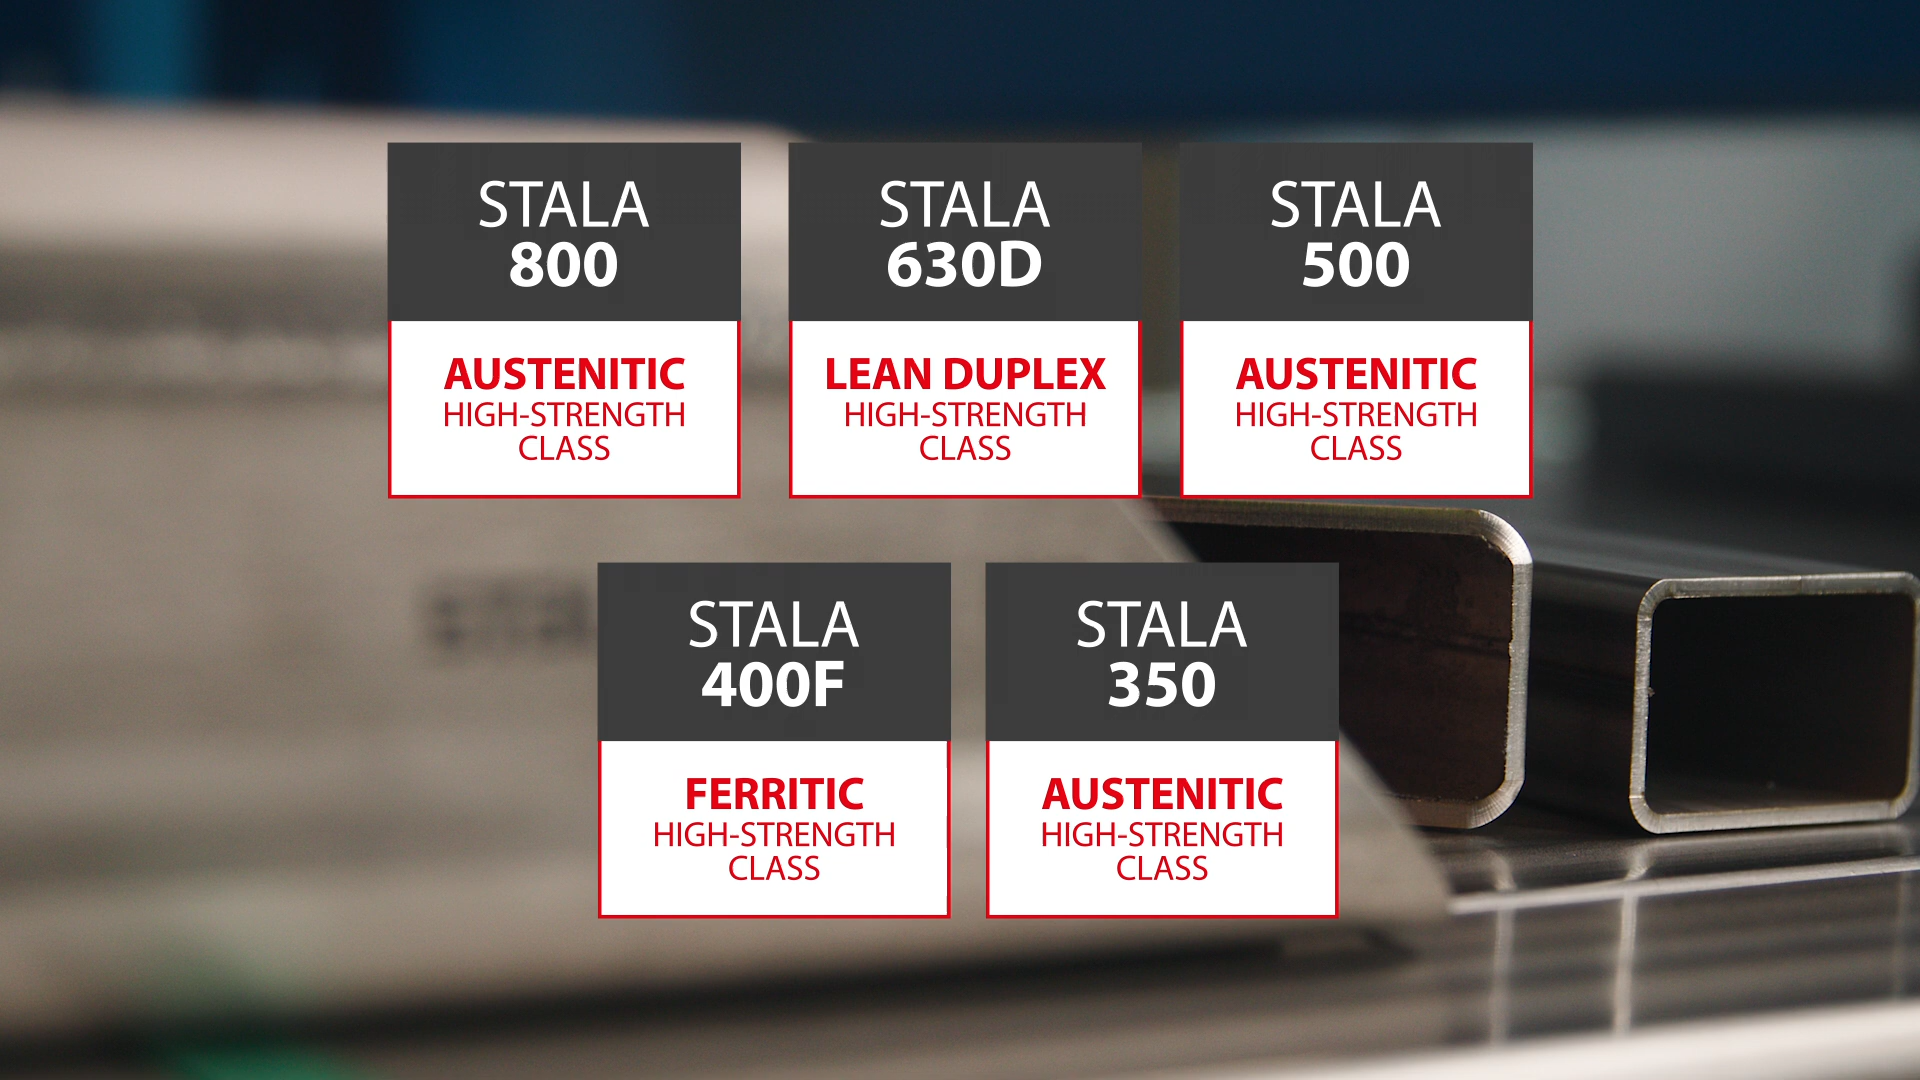 STALA
800
AUSTENITIC
HIGH-STRENGTH
CLASS
STALA
630D
LEAN DUPLEX
HIGH-STRENGTH
CLASS
STALA
500
AUSTENITIC
HIGH-STRENGTH
CLASS
STALA
400F
FERRITIC
HIGH-STRENGTH
CLASS
STALA
350
AUSTENITIC
HIGH-STRENGTH
CLASS